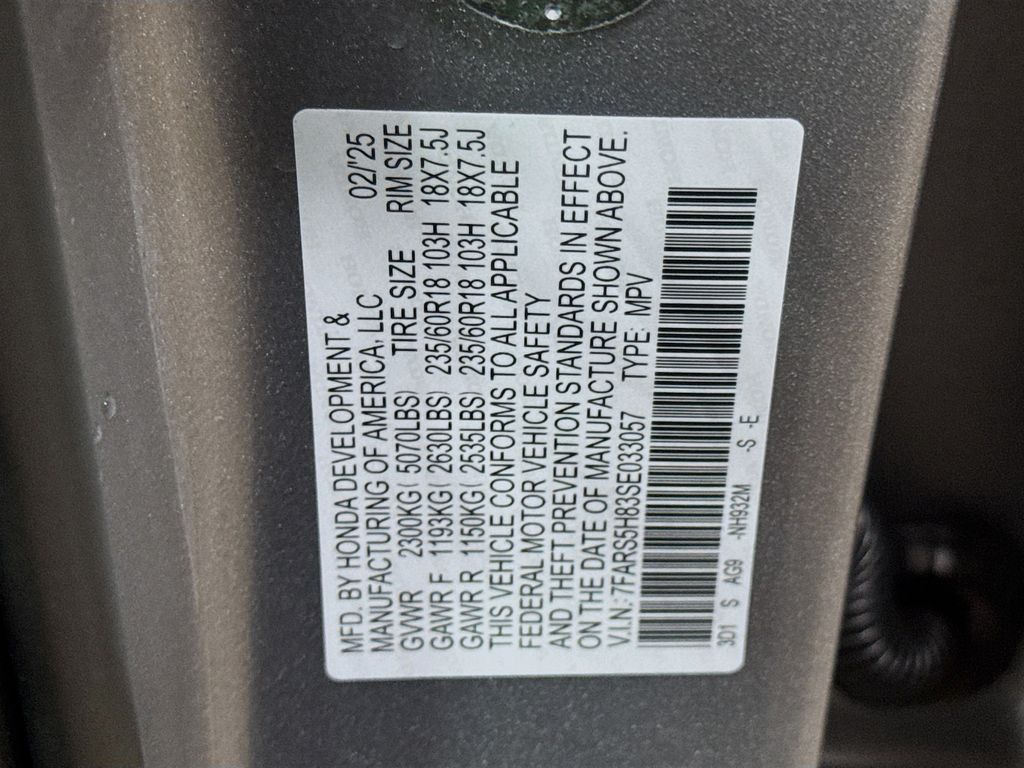 MFD. BY HONDA DEVELOPMENT &
MANUFACTURING OF AMERICA, LLC 02/'25
GVWR 2300KG( 5070LBS) TIRE SIZE RIM SIZE
GAWR F 1193KG( 2630LBS) 235/60R18 103H 18X7.5J
GAWR R 1150KG( 2535LBS) 235/60R18 103H 18X7.5J
THIS VEHICLE CONFORMS TO ALL APPLICABLE
FEDERAL MOTOR VEHICLE SAFETY
AND THEFT PREVENTION STANDARDS IN EFFECT
ON THE DATE OF MANUFACTURE SHOWN ABOVE.
V.I.N.: 7FARS5H83SE033057 TYPE: MPV
3D1 S AG9 -NH932M -S -E